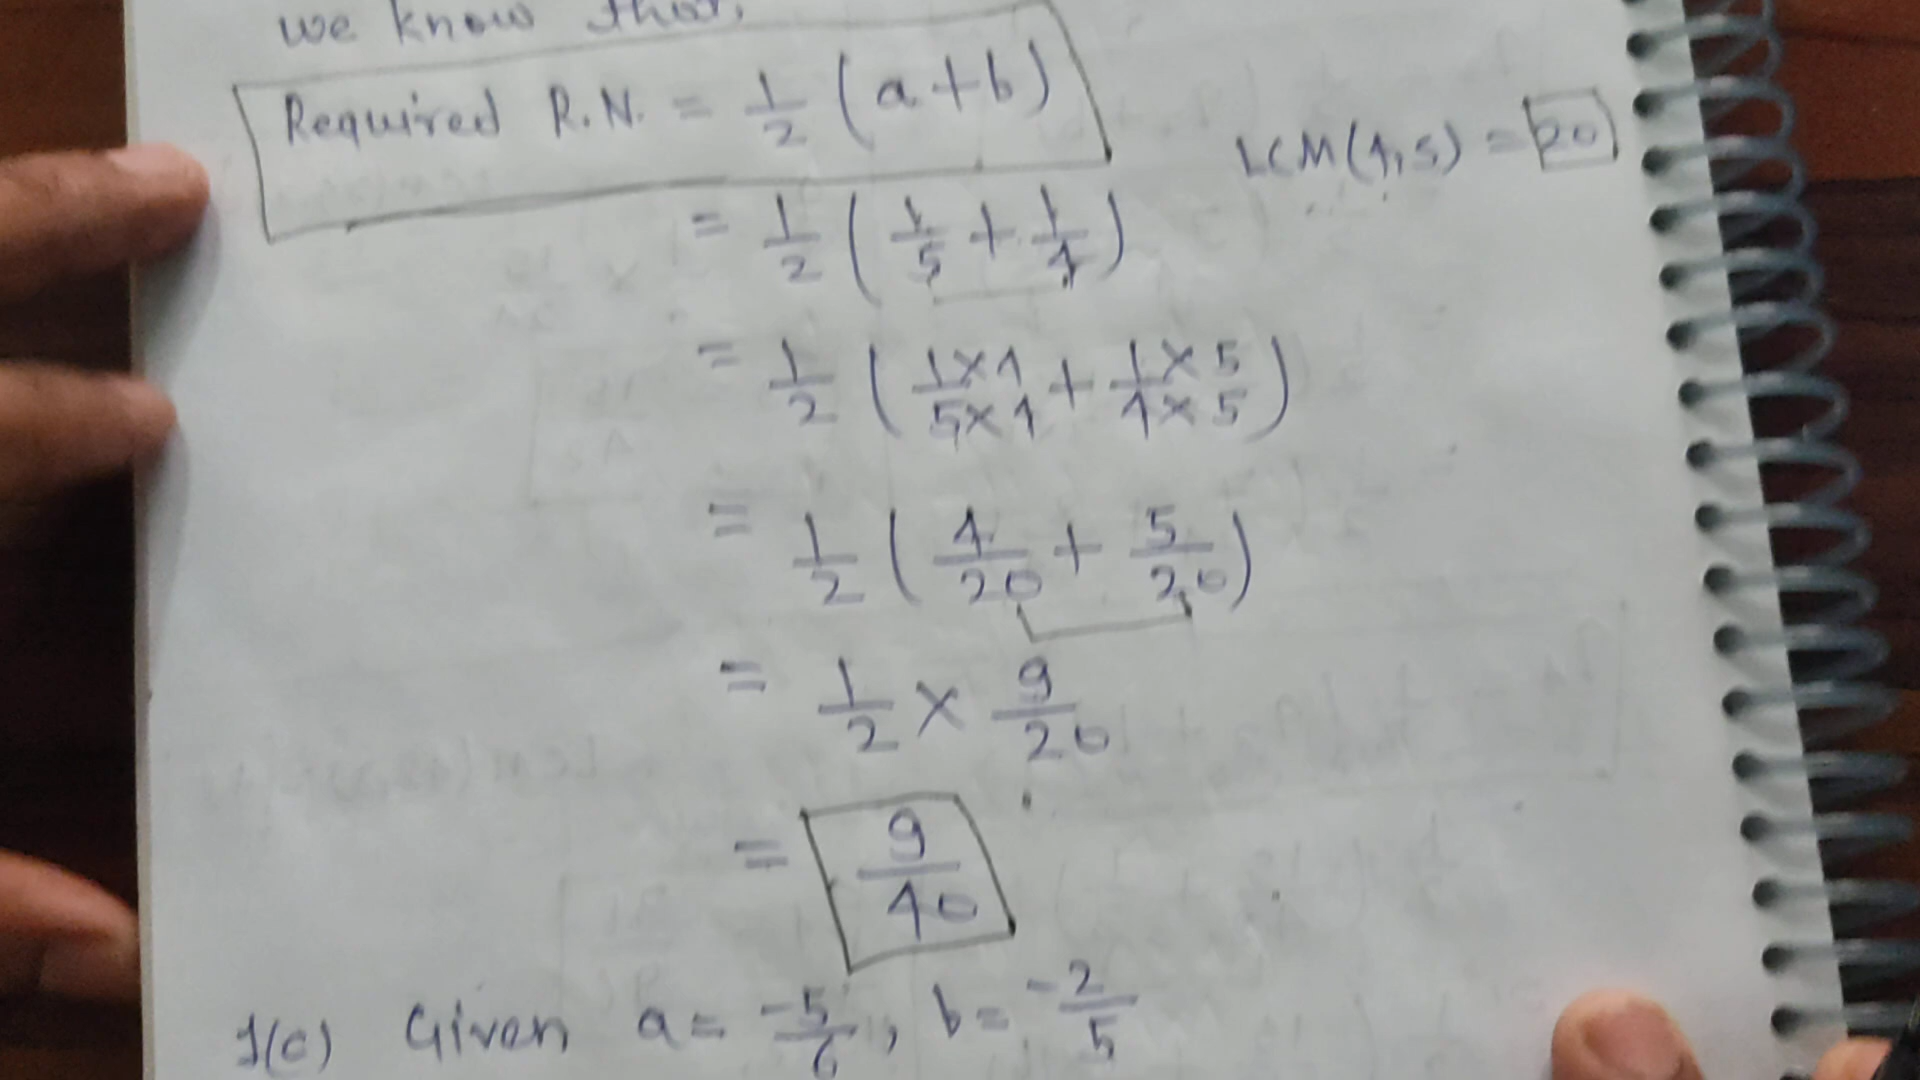 we know that,
Required R.N. = 1/2 (a+b)
LCM(4,5) = 20
= 1/2 (1/5 + 1/4)
= 1/2 (1×4/5×4 + 1×5/4×5)
= 1/2 (4/20 + 5/20)
= 1/2 × 9/20
= 9/40
1(c) Given a = -5/6, b = -2/5